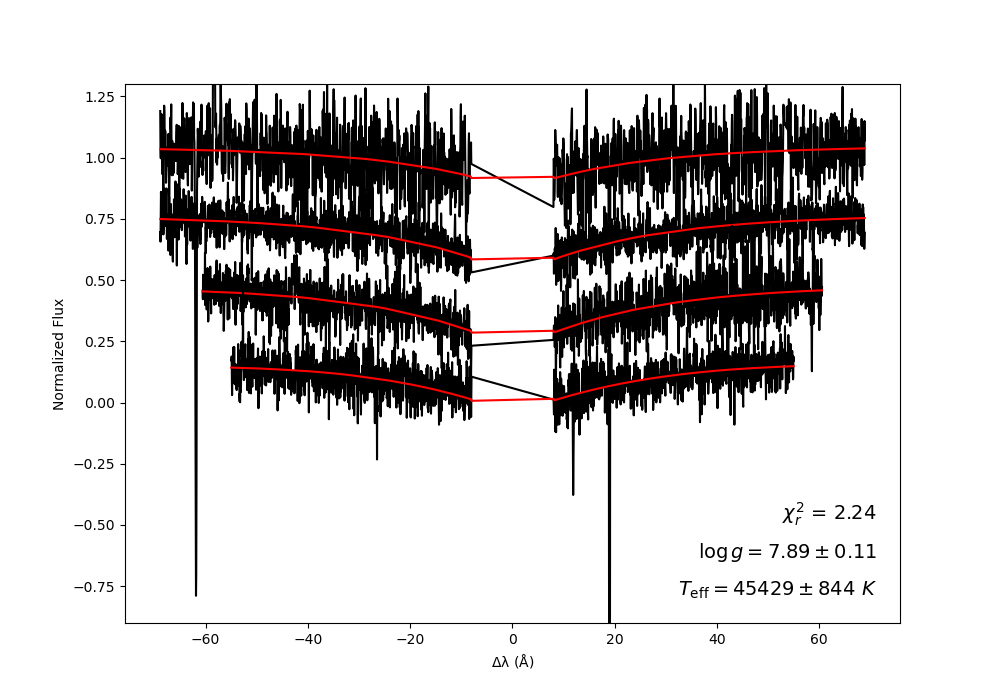 Normalized Flux
1.25
1.00
0.75
0.50
0.25
0.00
−0.25
−0.50
−0.75
χ²ᵣ = 2.24
log g = 7.89 ± 0.11
T_eff = 45429 ± 844 K
−60 −40 −20 0 20 40 60
Δλ (Å)